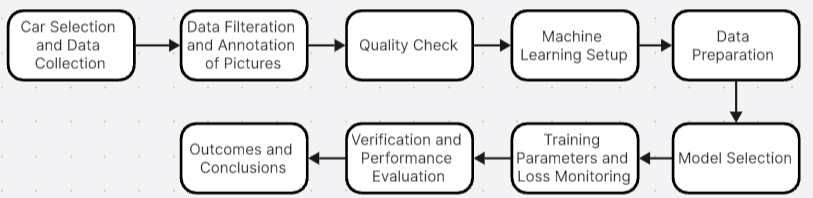 Car Selection
and Data
Collection
Data Filteration
and Annotation
of Pictures
Quality Check
Machine
Learning Setup
Data
Preparation
Model Selection
Training
Parameters and
Loss Monitoring
Verification and
Performance
Evaluation
Outcomes and
Conclusions